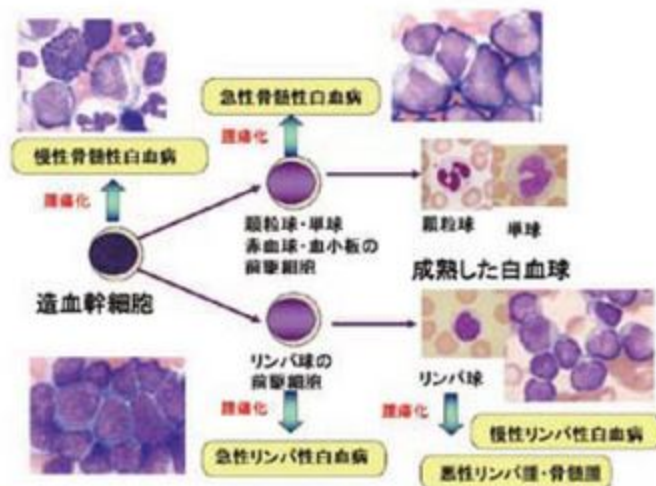 急性骨髄性白血病
慢性骨髄性白血病
腫瘍化
腫瘍化
顆粒球・単球
赤血球・血小板の
前駆細胞
顆粒球
単球
造血幹細胞
成熟した白血球
リンパ球の
前駆細胞
リンパ球
腫瘍化
腫瘍化
急性リンパ性白血病
慢性リンパ性白血病
悪性リンパ腫・骨髄腫